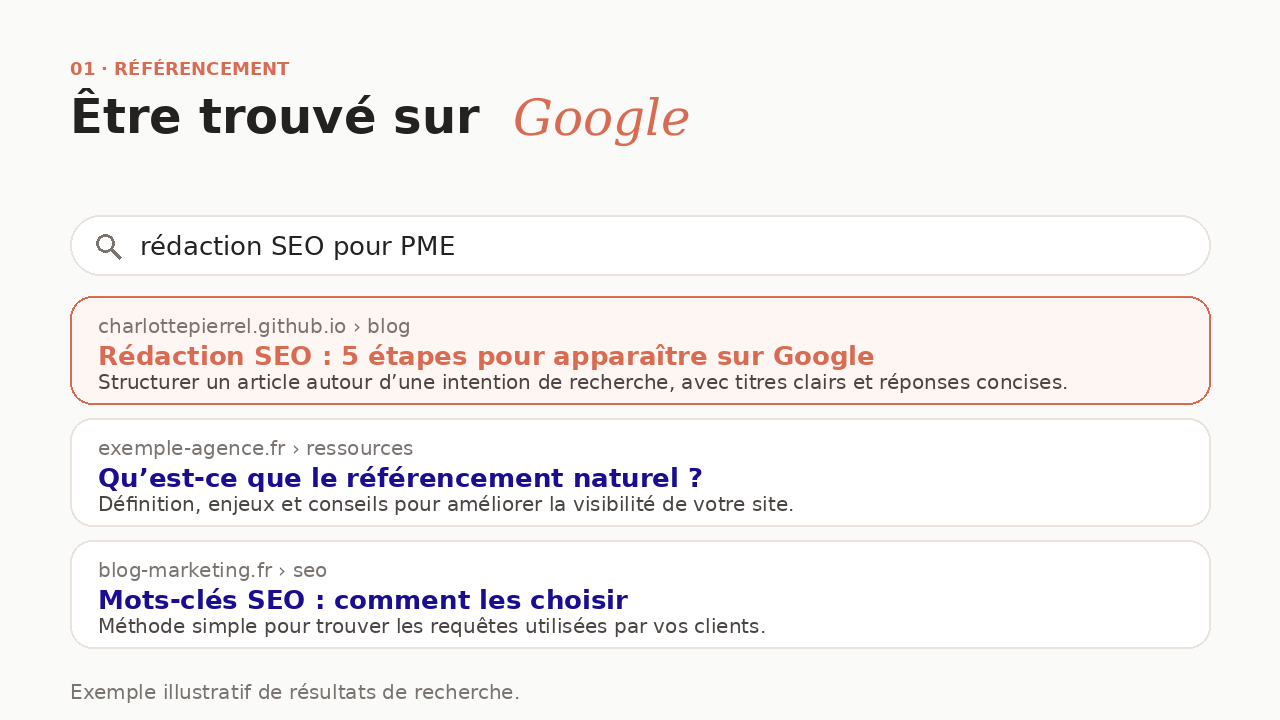 01 · RÉFÉRENCEMENT
Être trouvé sur Google
rédaction SEO pour PME
charlottepierrel.github.io › blog
Rédaction SEO : 5 étapes pour apparaître sur Google
Structurer un article autour d’une intention de recherche, avec titres clairs et réponses concises.
exemple-agence.fr › ressources
Qu’est-ce que le référencement naturel ?
Définition, enjeux et conseils pour améliorer la visibilité de votre site.
blog-marketing.fr › seo
Mots-clés SEO : comment les choisir
Méthode simple pour trouver les requêtes utilisées par vos clients.
Exemple illustratif de résultats de recherche.